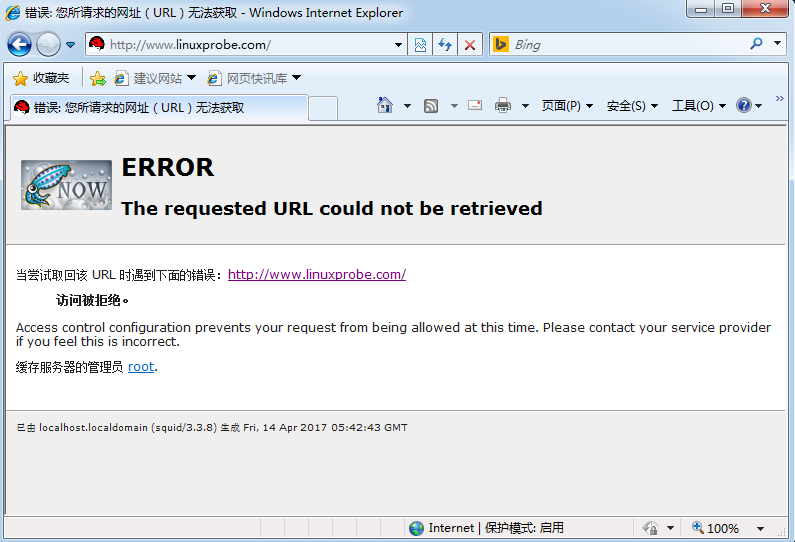 错误: 您所请求的网址（URL）无法获取 - Windows Internet Explorer
http://www.linuxprobe.com/
Bing
收藏夹
建议网站
网页快讯库
错误: 您所请求的网址（URL）无法获取
页面(P)
安全(S)
工具(O)
NOW
ERROR
The requested URL could not be retrieved
当尝试取回该 URL 时遇到下面的错误：http://www.linuxprobe.com/
访问被拒绝。
Access control configuration prevents your request from being allowed at this time. Please contact your service provider
if you feel this is incorrect.
缓存服务器的管理员 root.
已由 localhost.localdomain (squid/3.3.8) 生成 Fri, 14 Apr 2017 05:42:43 GMT
Internet | 保护模式: 启用
100%